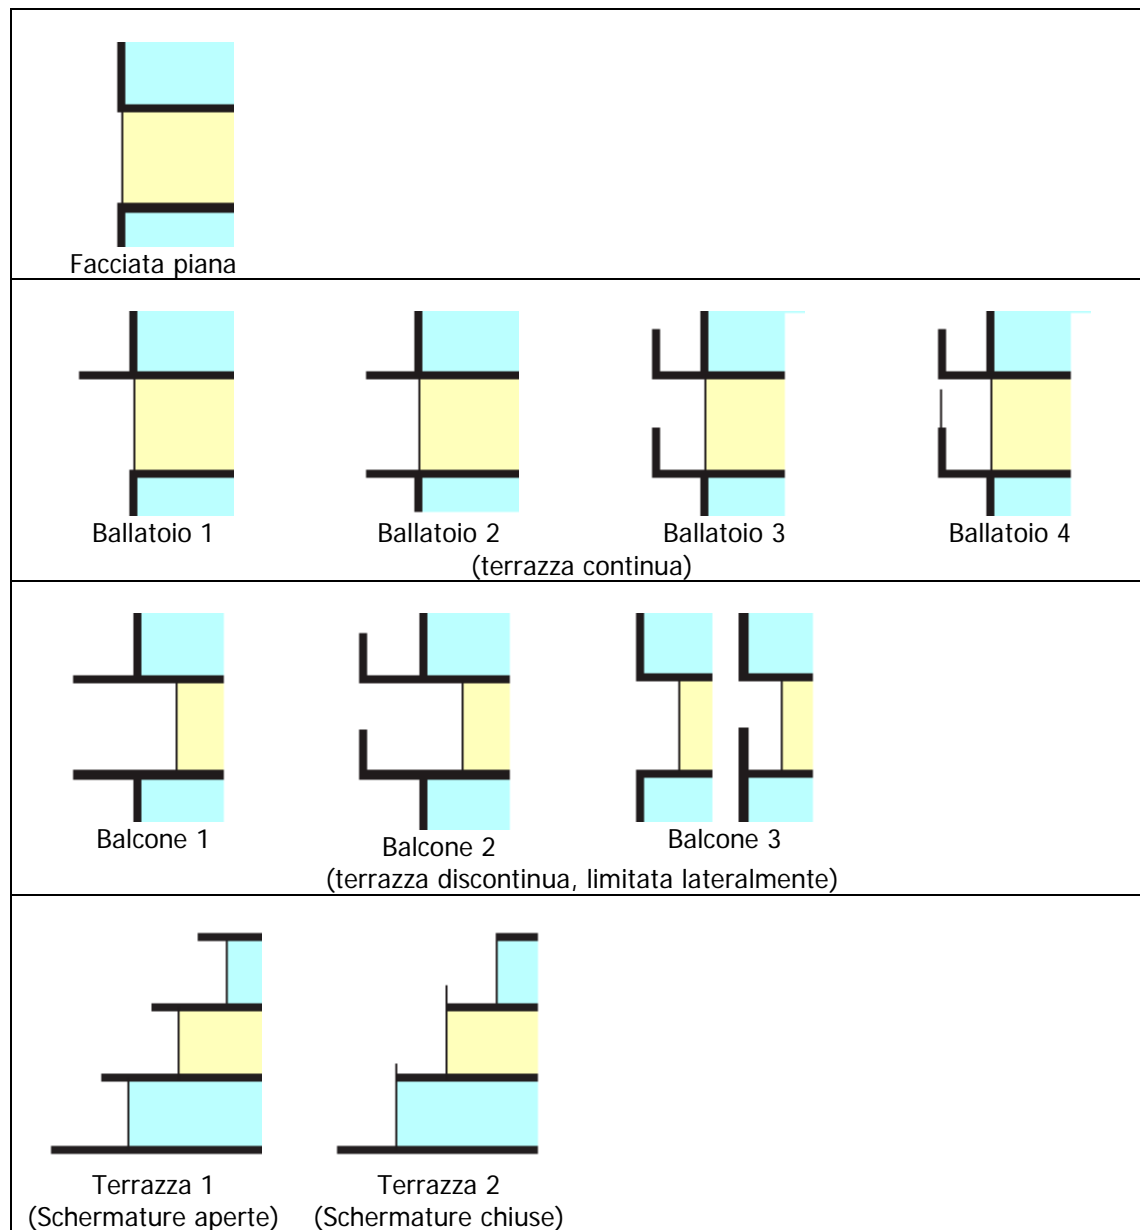 Facciata piana
Ballatoio 1 Ballatoio 2 Ballatoio 3 Ballatoio 4
(terrazza continua)
Balcone 1 Balcone 2 Balcone 3
(terrazza discontinua, limitata lateralmente)
Terrazza 1 Terrazza 2
(Schermature aperte) (Schermature chiuse)